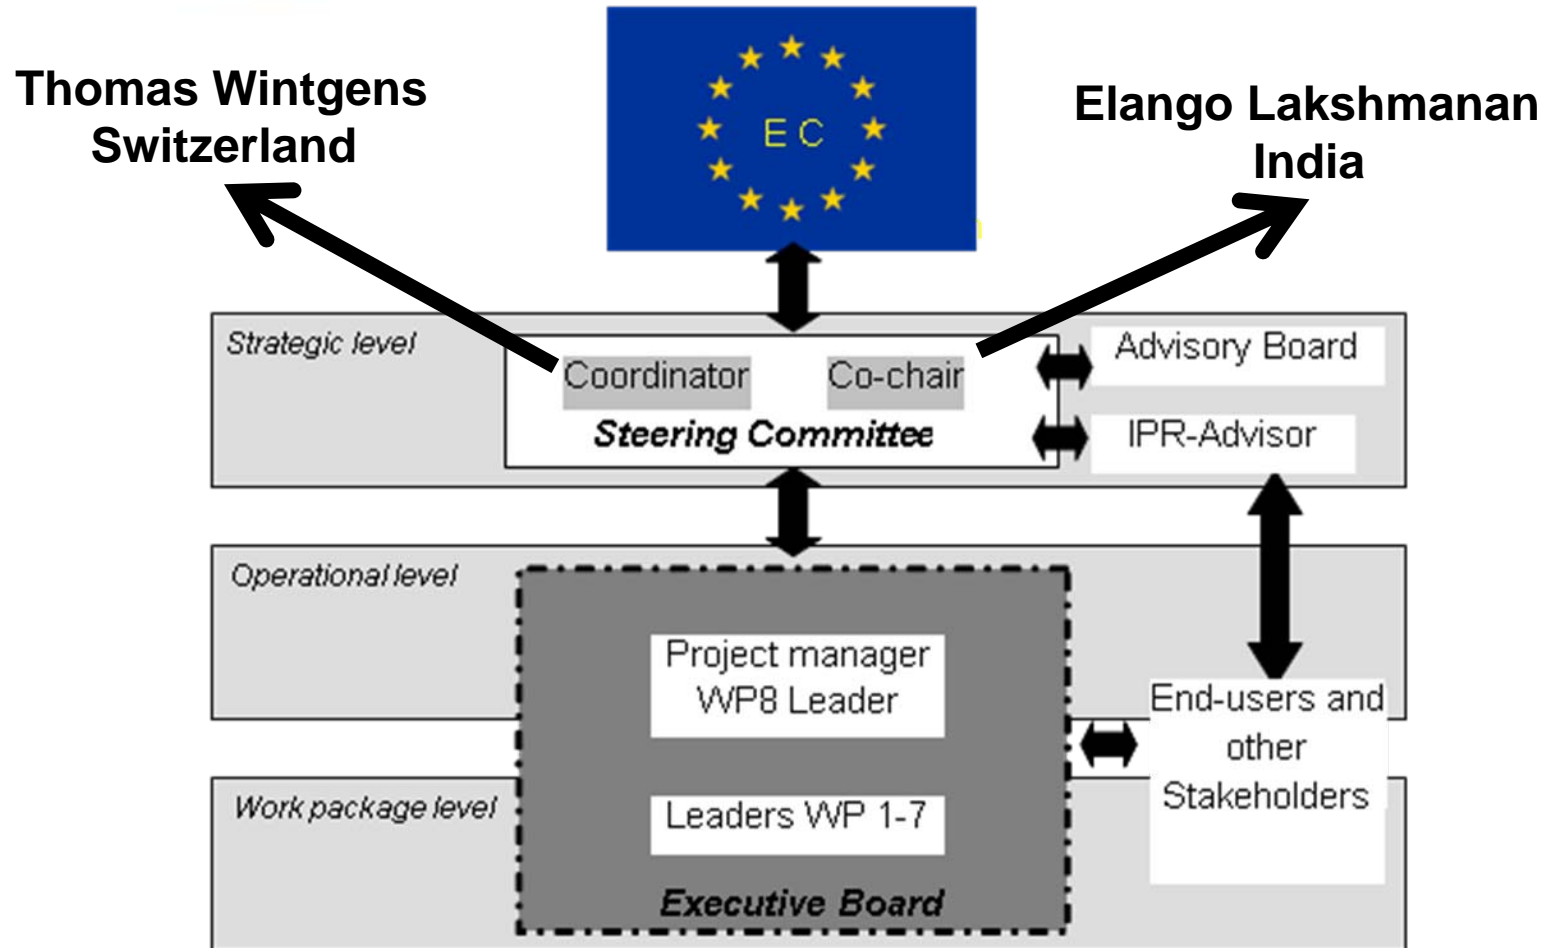 Thomas Wintgens
Switzerland
E C
Elango Lakshmanan
India
Strategic level
Coordinator
Co-chair
Steering Committee
Advisory Board
IPR-Advisor
Operational level
Project manager
WP8 Leader
End-users and
other
Stakeholders
Work package level
Leaders WP 1-7
Executive Board